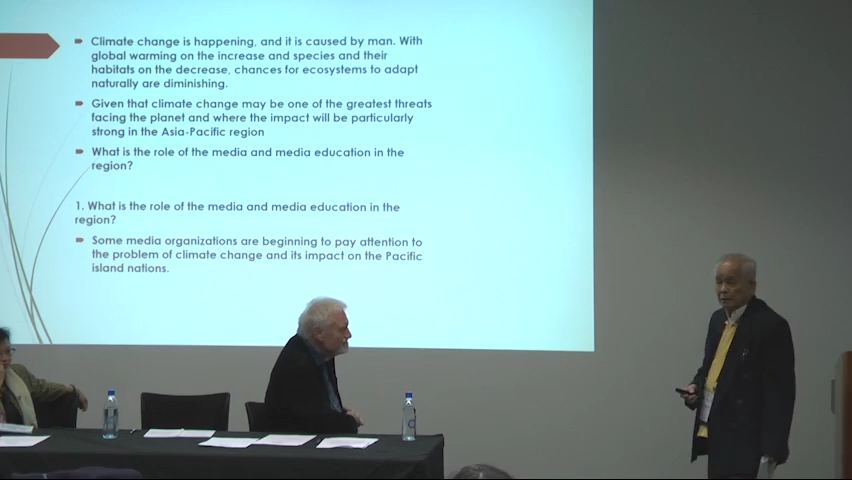 Climate change is happening, and it is caused by man. With
global warming on the increase and species and their
habitats on the decrease, chances for ecosystems to adapt
naturally are diminishing.
Given that climate change may be one of the greatest threats
facing the planet and where the impact will be particularly
strong in the Asia-Pacific region
What is the role of the media and media education in the
region?
1. What is the role of the media and media education in the
region?
Some media organizations are beginning to pay attention to
the problem of climate change and its impact on the Pacific
island nations.